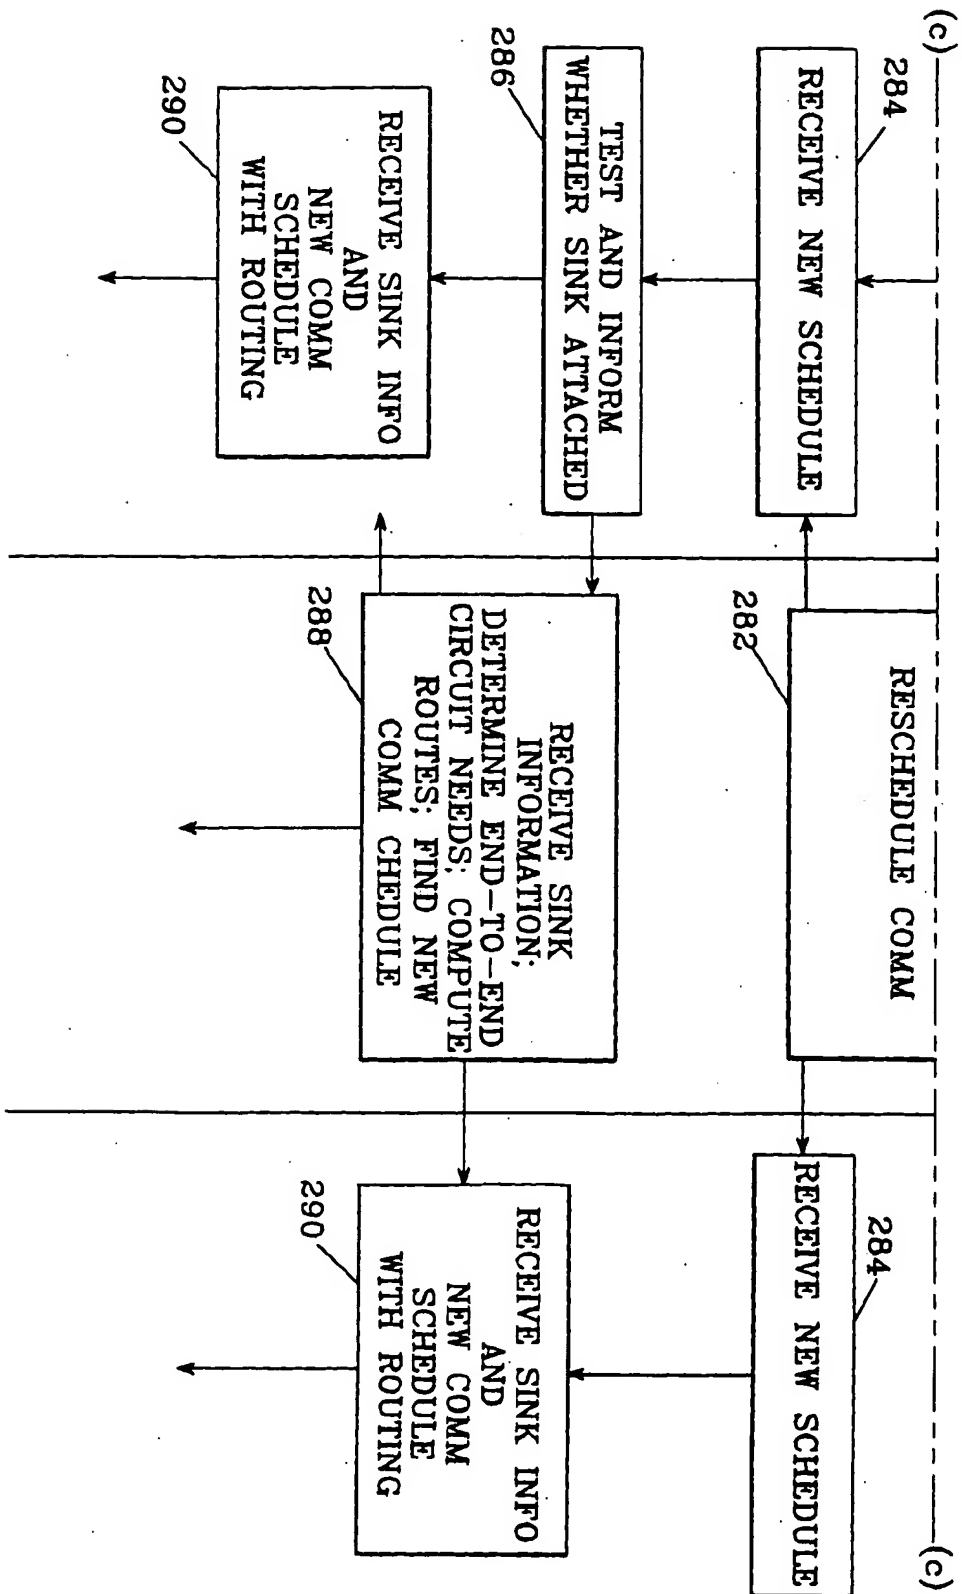 (c)
(c)
284
RECEIVE NEW SCHEDULE
RESCHEDULE COMM
282
284
RECEIVE NEW SCHEDULE
286
TEST AND INFORM
WHETHER SINK ATTACHED
RECEIVE SINK
INFORMATION;
DETERMINE END-TO-END
CIRCUIT NEEDS; COMPUTE
ROUTES; FIND NEW
COMM CHEDULE
288
290
RECEIVE SINK INFO
AND
NEW COMM
SCHEDULE
WITH ROUTING
290
RECEIVE SINK INFO
AND
NEW COMM
SCHEDULE
WITH ROUTING